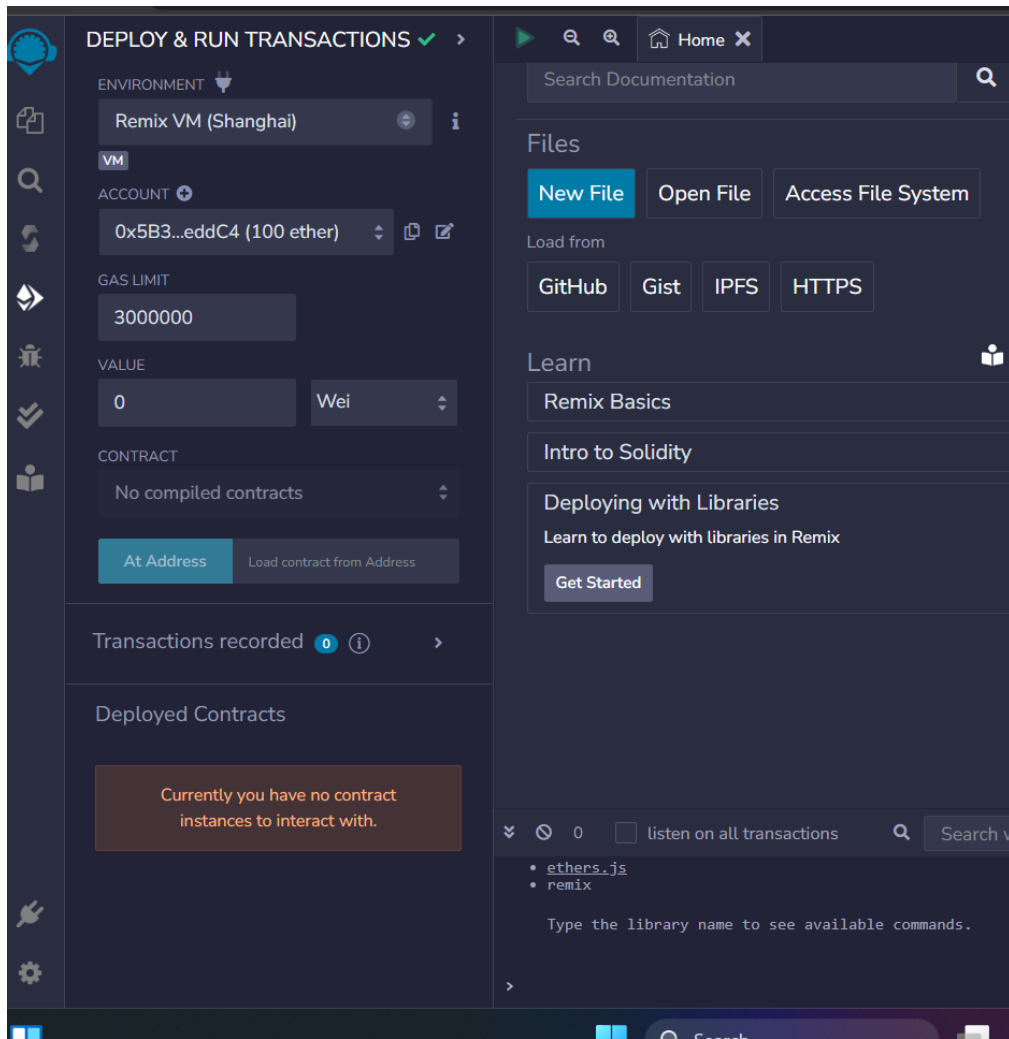 DEPLOY & RUN TRANSACTIONS
ENVIRONMENT
Remix VM (Shanghai)
VM
ACCOUNT
0x5B3...eddC4 (100 ether)
GAS LIMIT
3000000
VALUE
0
Wei
CONTRACT
No compiled contracts
At Address
Load contract from Address
Transactions recorded 0
Deployed Contracts
Currently you have no contract
instances to interact with.
Home
Search Documentation
Files
New File
Open File
Access File System
Load from
GitHub
Gist
IPFS
HTTPS
Learn
Remix Basics
Intro to Solidity
Deploying with Libraries
Learn to deploy with libraries in Remix
Get Started
0
listen on all transactions
Search
• ethers.js
• remix
Type the library name to see available commands.
>
Search